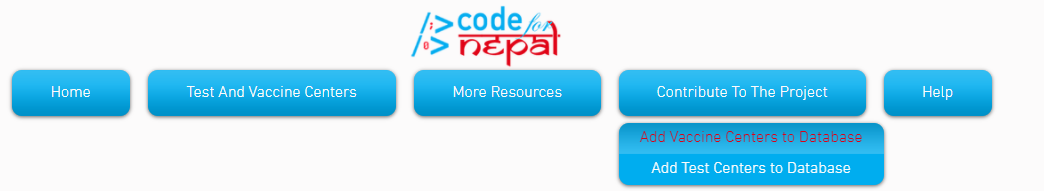 code for
nepal
Home
Test And Vaccine Centers
More Resources
Contribute To The Project
Help
Add Vaccine Centers to Database
Add Test Centers to Database